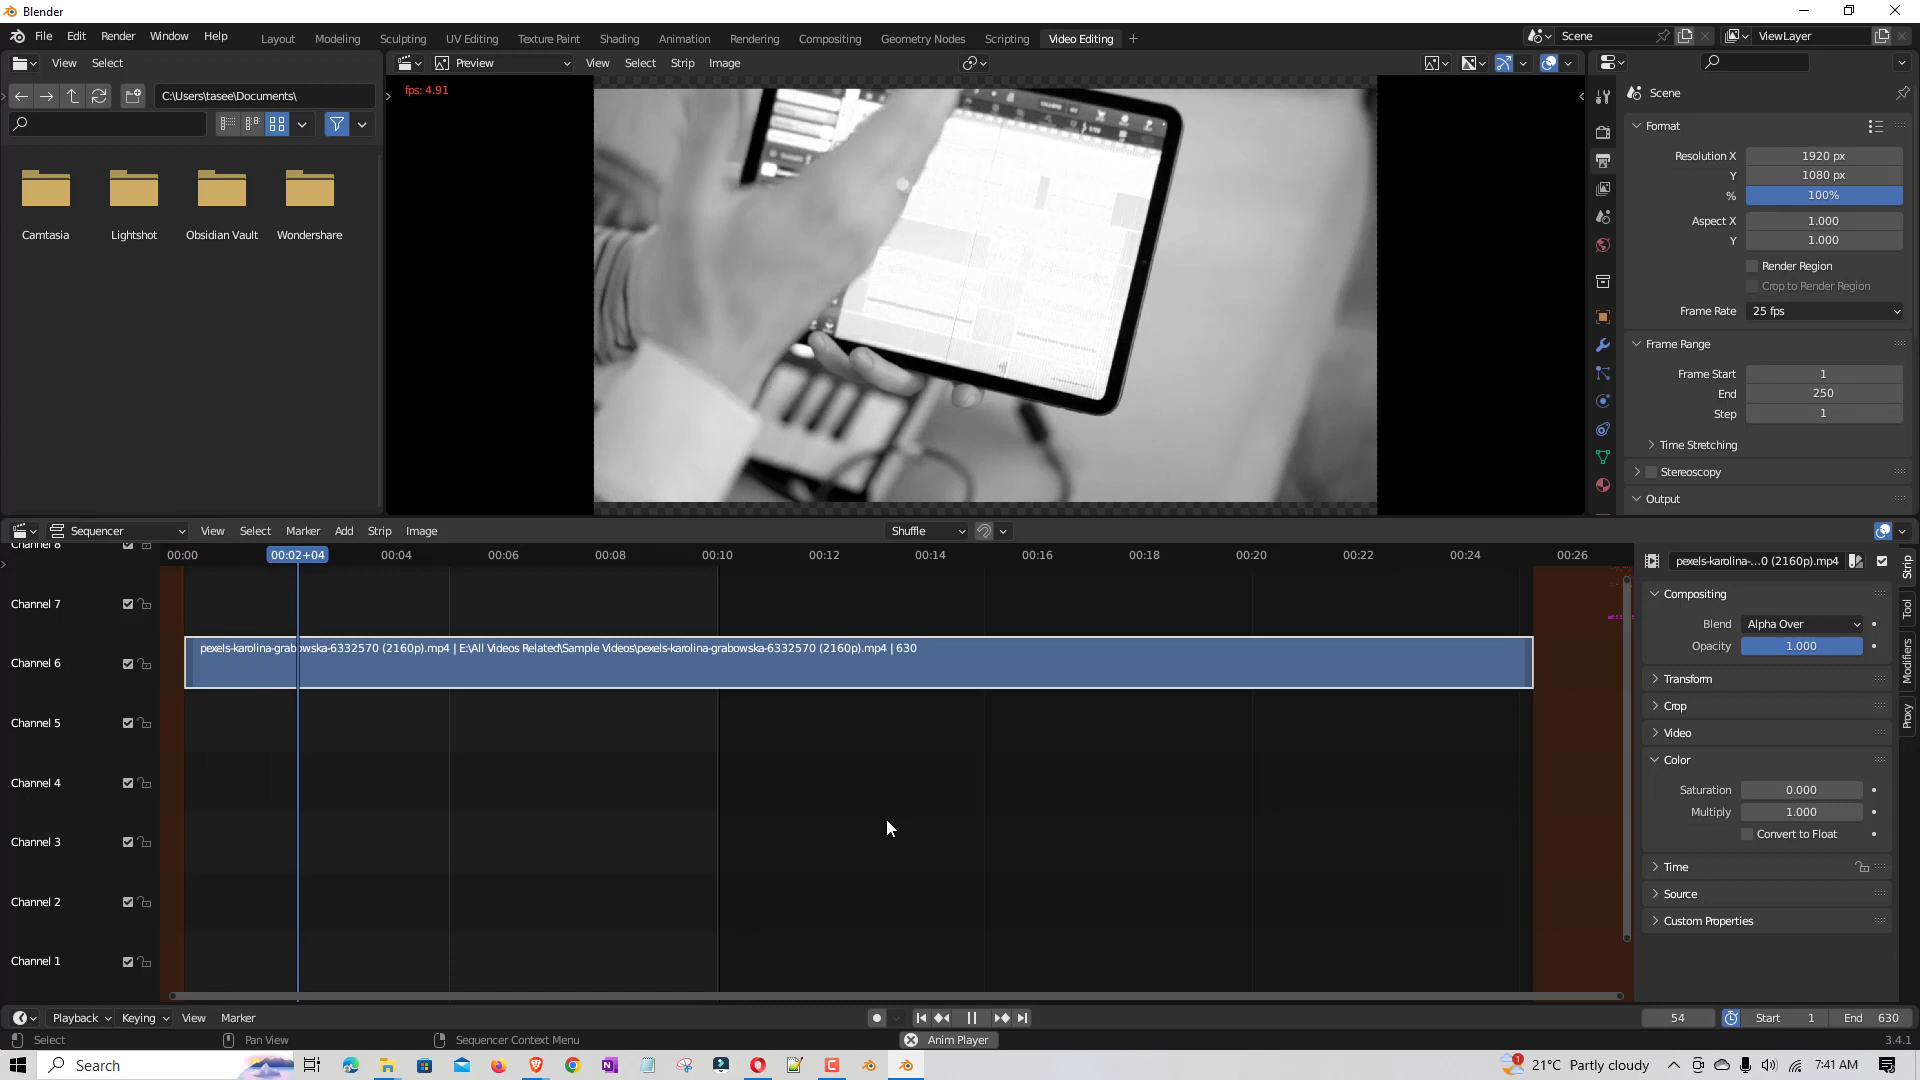 Blender
File Edit Render Window Help
Layout Modeling Sculpting UV Editing Texture Paint Shading Animation Rendering Compositing Geometry Nodes Scripting Video Editing +
Scene ViewLayer
View Select
Preview View Select Strip Image
C:\Users\tasee\Documents\
fps: 4.91
Scene
Camtasia Lightshot Obsidian Vault Wondershare
Format
Resolution X 1920 px
Y 1080 px
% 100%
Aspect X 1.000
Y 1.000
Render Region
Crop to Render Region
Frame Rate 25 fps
Frame Range
Frame Start 1
End 250
Step 1
Time Stretching
Stereoscopy
Output
Sequencer View Select Marker Add Strip Image Shuffle
00:00 00:02+04 00:04 00:06 00:08 00:10 00:12 00:14 00:16 00:18 00:20 00:22 00:24 00:26
Channel 8
Channel 7
Channel 6
Channel 5
Channel 4
Channel 3
Channel 2
Channel 1
pexels-karolina-grabowska-6332570 (2160p).mp4 | E:\All Videos Related\Sample Videos\pexels-karolina-grabowska-6332570 (2160p).mp4 | 630
pexels-karolina-...0 (2160p).mp4
Compositing
Blend Alpha Over
Opacity 1.000
Transform
Crop
Video
Color
Saturation 0.000
Multiply 1.000
Convert to Float
Time
Source
Custom Properties
Strip
Tool
Modifiers
Proxy
Playback Keying View Marker
54 Start 1 End 630
Select Pan View Sequencer Context Menu Anim Player 3.4.1
Search 1 21°C Partly cloudy 7:41 AM